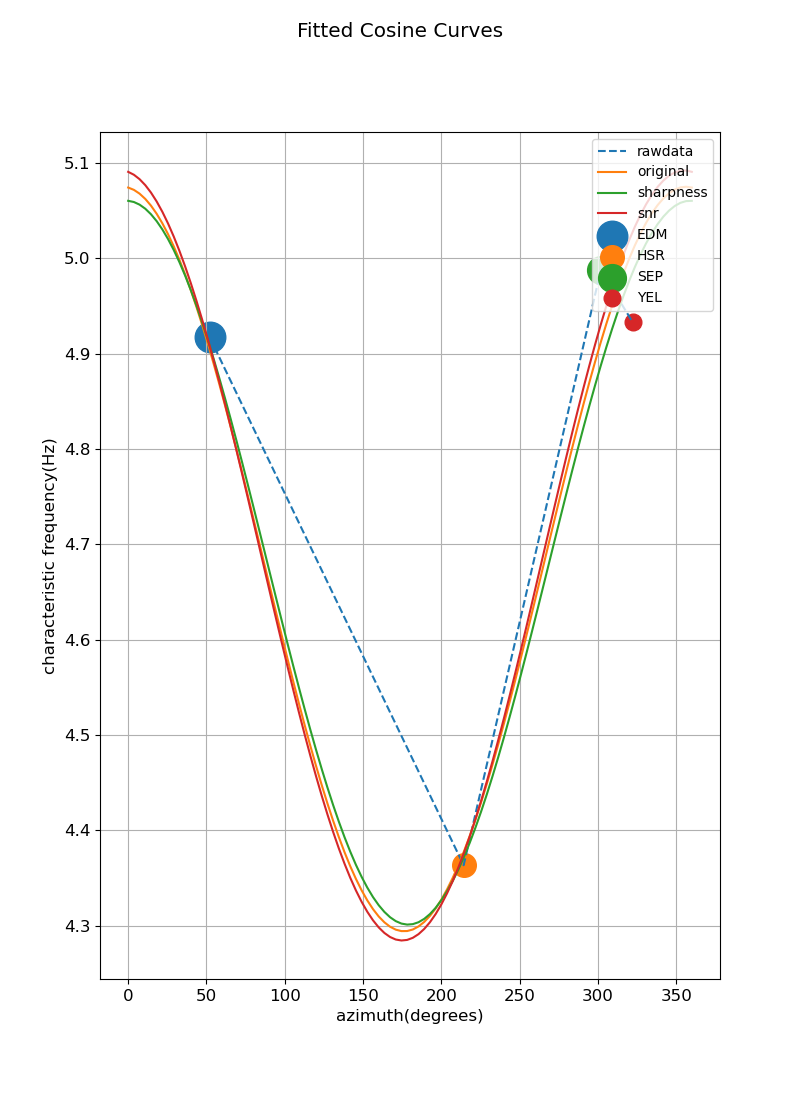 Fitted Cosine Curves
rawdata
original
sharpness
snr
EDM
HSR
SEP
YEL
5.1
5.0
4.9
4.8
4.7
4.6
4.5
4.4
4.3
characteristic frequency(Hz)
0 50 100 150 200 250 300 350
azimuth(degrees)